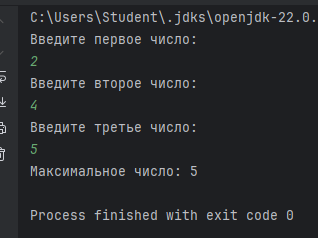 C:\Users\Student\.jdks\openjdk-22.0.
Введите первое число:
2
Введите второе число:
4
Введите третье число:
5
Максимальное число: 5
Process finished with exit code 0